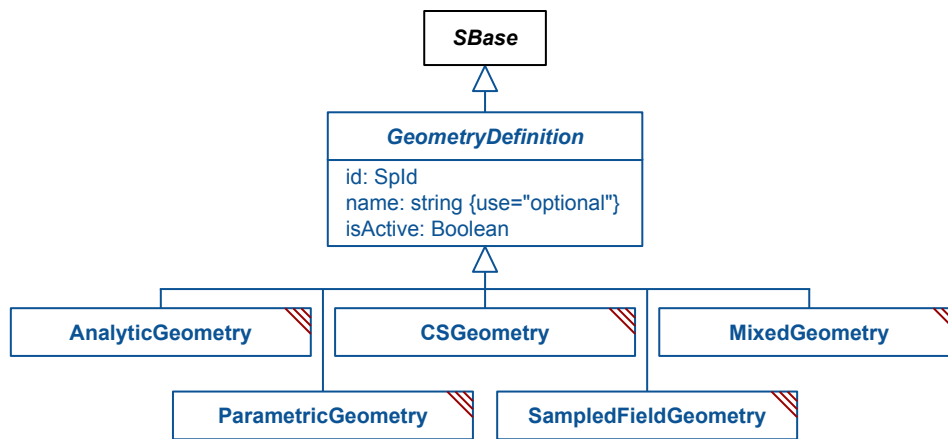 SBase
GeometryDefinition
id: SpId
name: string {use="optional"}
isActive: Boolean
AnalyticGeometry
CSGeometry
MixedGeometry
ParametricGeometry
SampledFieldGeometry